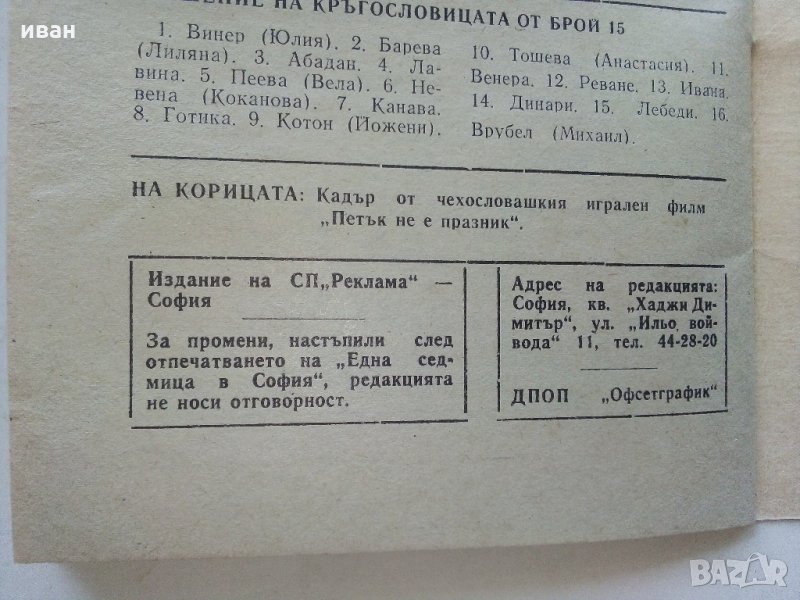 иван
НА КРЪГОСЛОВИЦАТА ОТ БРОЙ 15
1. Винер (Юлия). 2. Барева
(Лиляна). 3. Абадан. 4. Ла-
вина. 5. Пеева (Вела). 6. Не-
вена (Коканова). 7. Канава.
8. Готика. 9. Котон (Йожени).
10. Тошева (Анастасия). 11.
Венера. 12. Реване. 13. Ивана.
14. Динари. 15. Лебеди. 16.
Врубел (Михаил).
НА КОРИЦАТА: Кадър от чехословашкия игрален филм
„Петък не е празник“.
Издание на СП„Реклама“ —
София
За промени, настъпили след
отпечатването на „Една сед-
мица в София“, редакцията
не носи отговорност.
Адрес на редакцията:
София, кв. „Хаджи Ди-
митър“, ул. „Ильо вой-
вода“ 11, тел. 44-28-20
ДПОП „Офсетграфик“
BAZAR